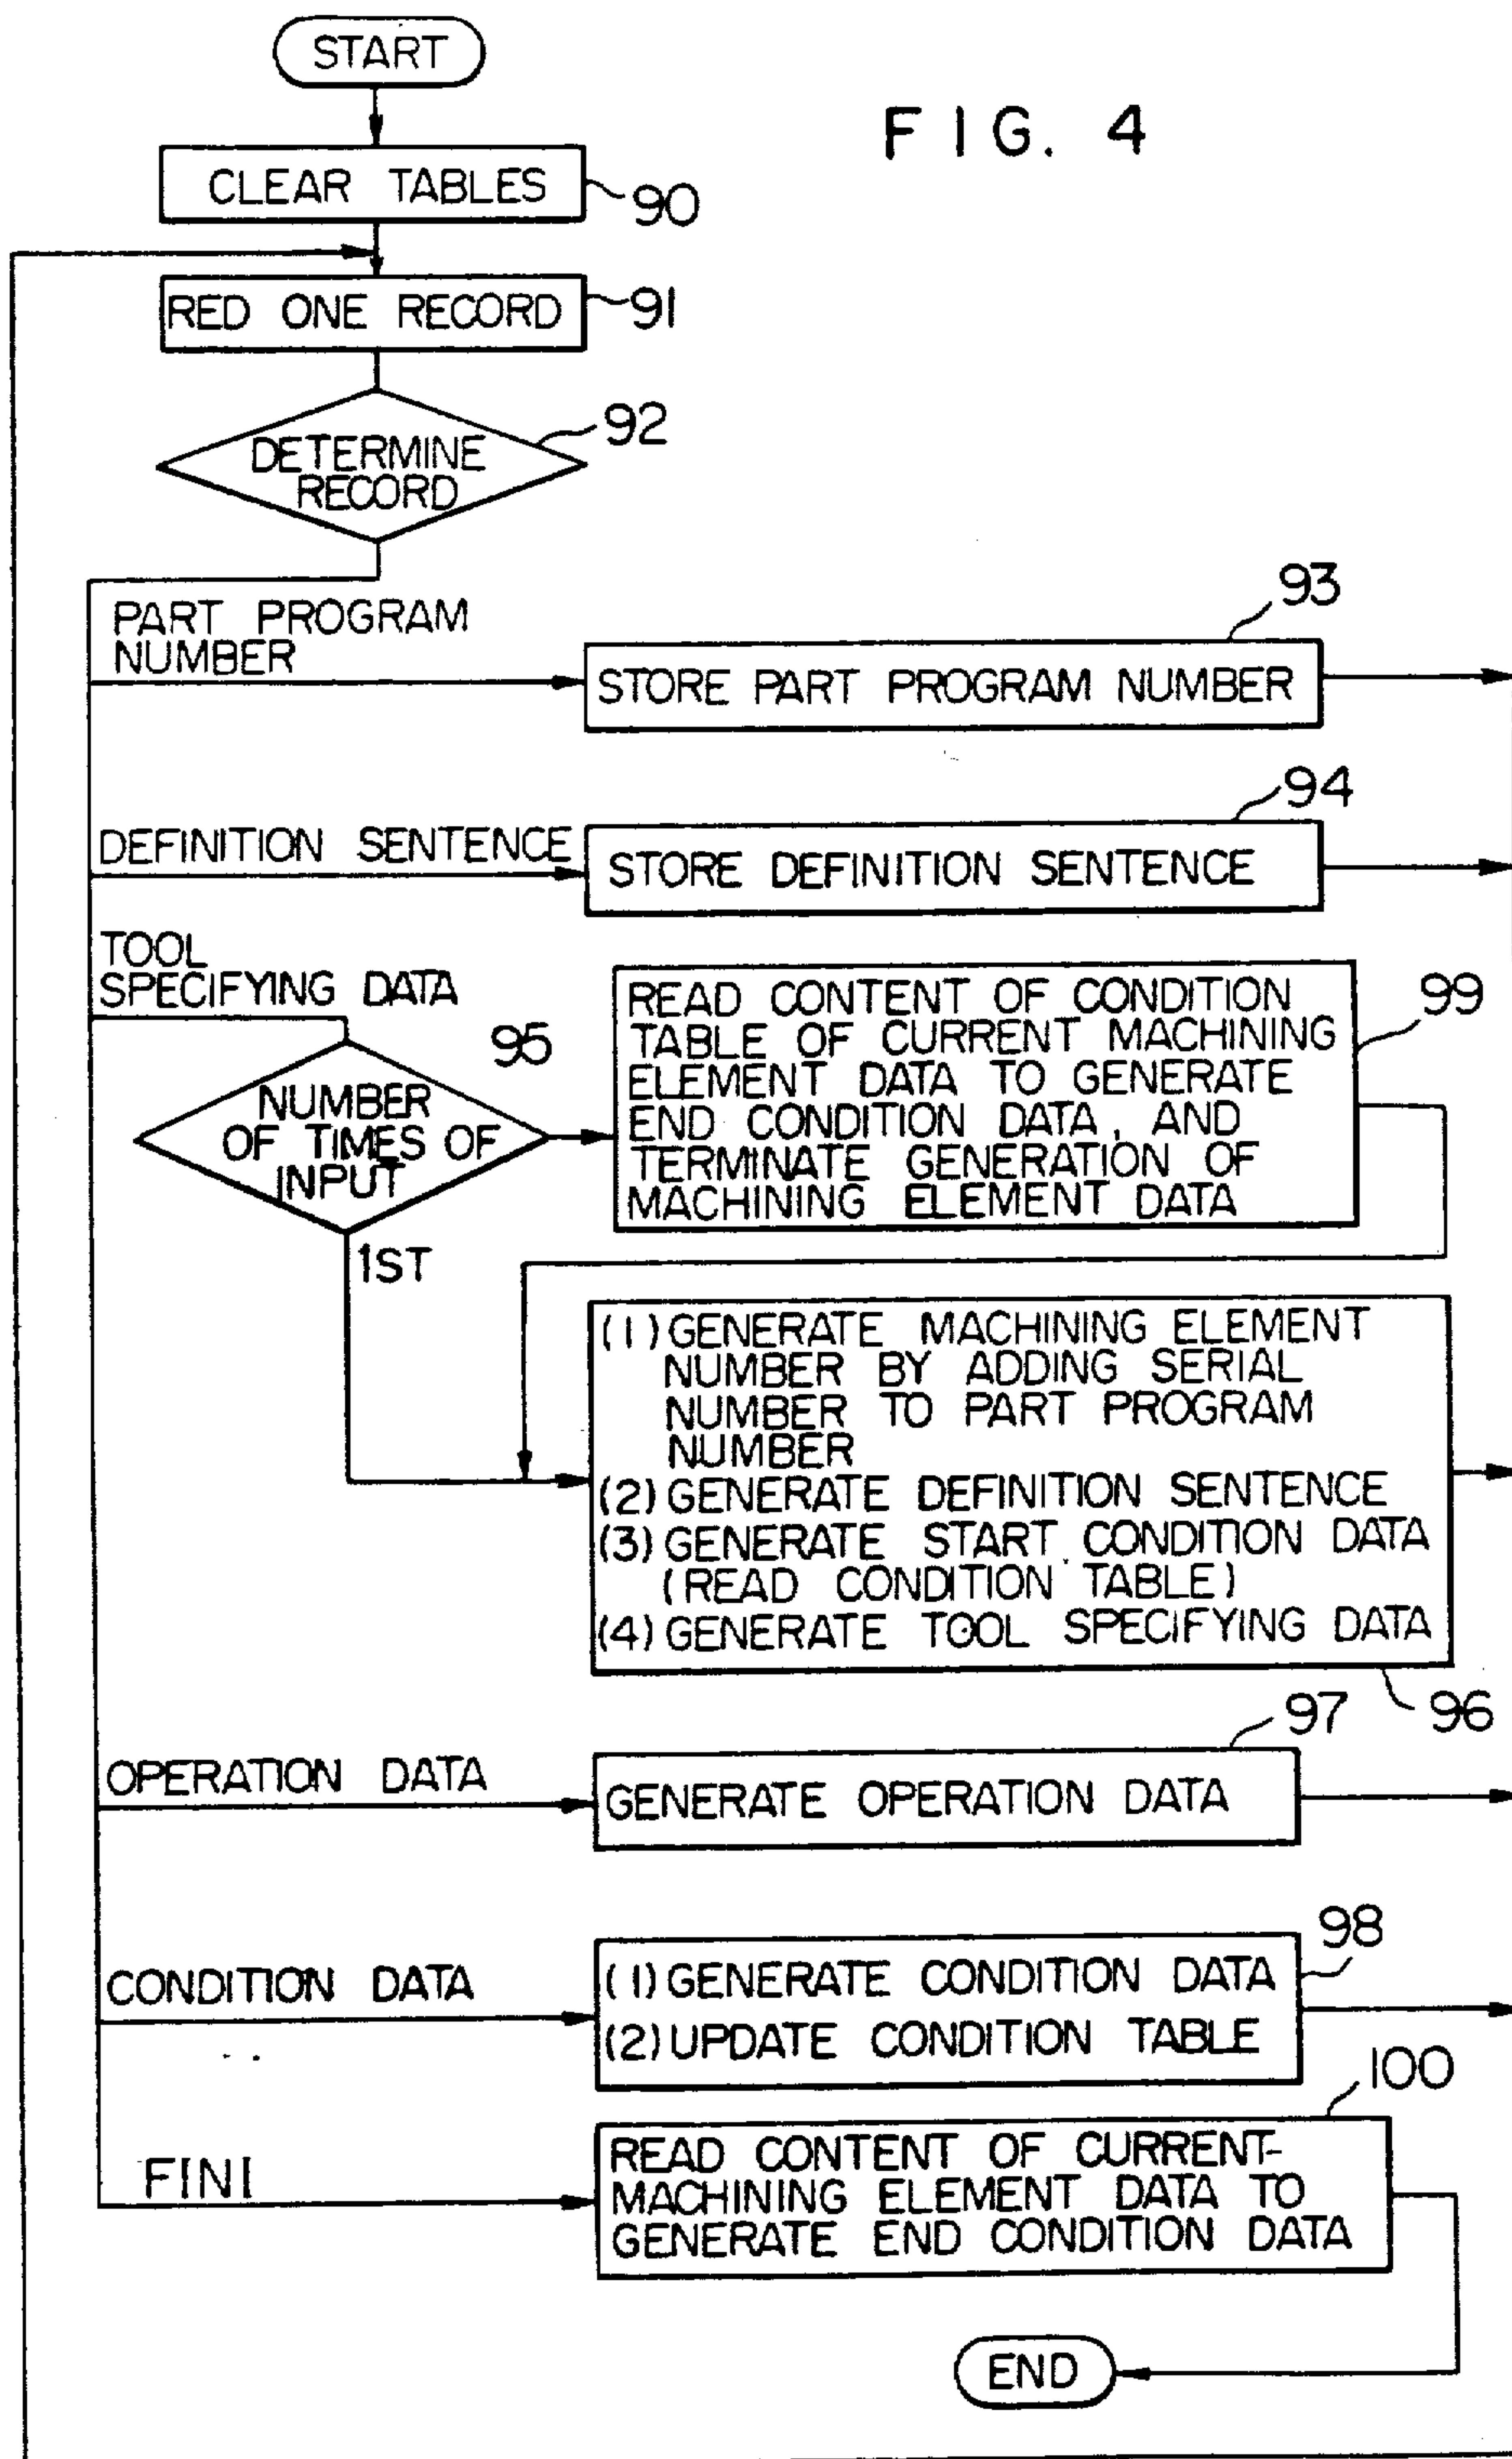 START
FIG. 4
CLEAR TABLES
90
RED ONE RECORD
91
92
DETERMINE
RECORD
PART PROGRAM
NUMBER
93
STORE PART PROGRAM NUMBER
94
DEFINITION SENTENCE
STORE DEFINITION SENTENCE
TOOL
SPECIFYING DATA
95
NUMBER
OF TIMES OF
INPUT
1ST
99
READ CONTENT OF CONDITION
TABLE OF CURRENT MACHINING
ELEMENT DATA TO GENERATE
END CONDITION DATA, AND
TERMINATE GENERATION OF
MACHINING ELEMENT DATA
(1) GENERATE MACHINING ELEMENT
NUMBER BY ADDING SERIAL
NUMBER TO PART PROGRAM
NUMBER
(2) GENERATE DEFINITION SENTENCE
(3) GENERATE START CONDITION DATA
(READ CONDITION TABLE)
(4) GENERATE TOOL SPECIFYING DATA
96
97
OPERATION DATA
GENERATE OPERATION DATA
98
CONDITION DATA
(1) GENERATE CONDITION DATA
(2) UPDATE CONDITION TABLE
100
FINI
READ CONTENT OF CURRENT-
MACHINING ELEMENT DATA TO
GENERATE END CONDITION DATA
END